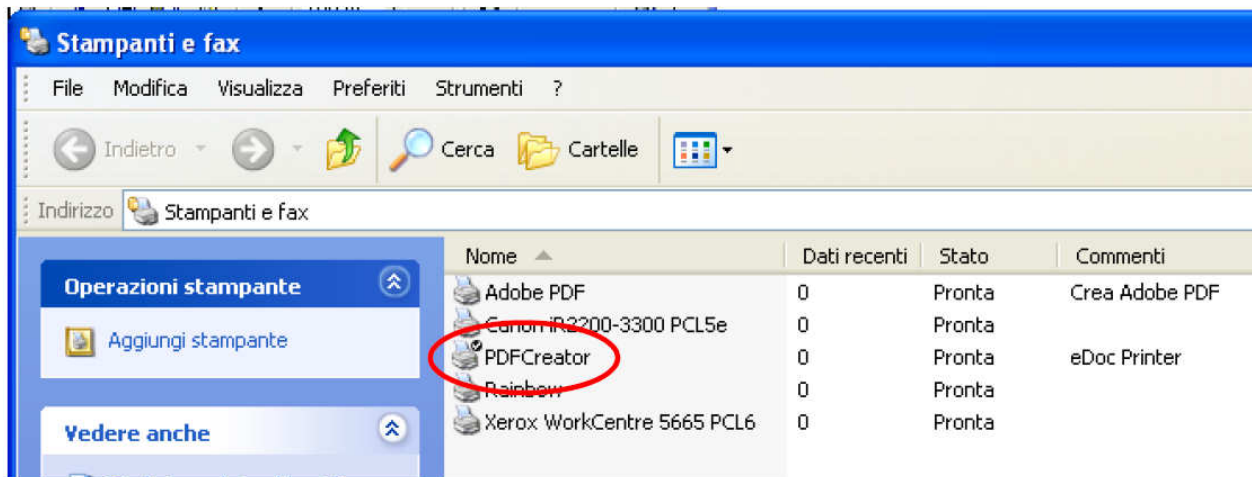 Stampanti e fax
File Modifica Visualizza Preferiti Strumenti ?
Indietro Cerca Cartelle
Indirizzo Stampanti e fax
Nome Dati recenti Stato Commenti
Operazioni stampante
Adobe PDF 0 Pronta Crea Adobe PDF
Canon iR2200-3300 PCL5e 0 Pronta
Aggiungi stampante
PDFCreator 0 Pronta eDoc Printer
Rainbow 0 Pronta
Xerox WorkCentre 5665 PCL6 0 Pronta
Vedere anche